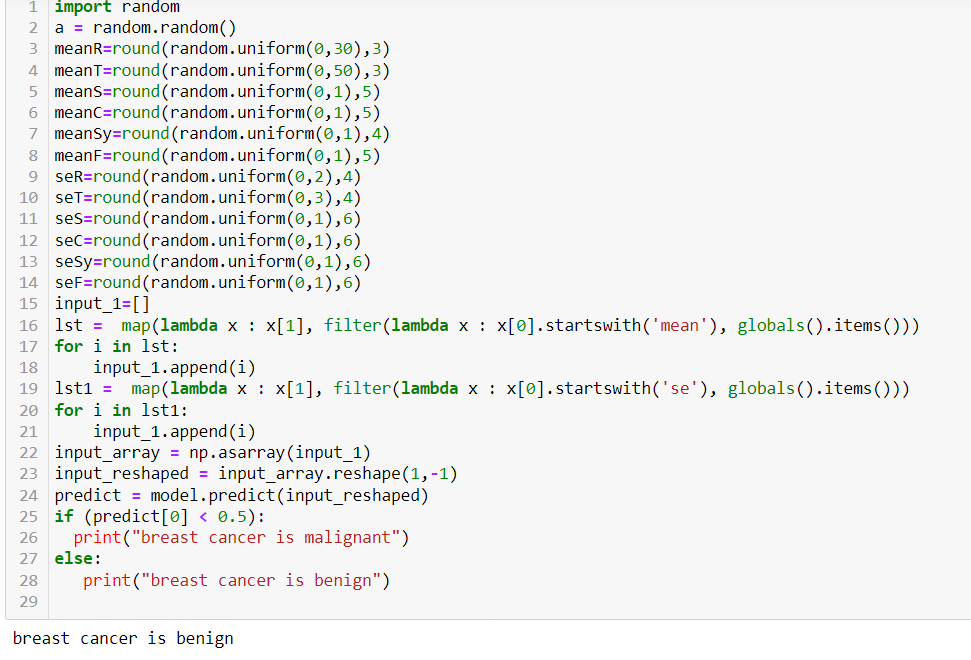 1 import random
2 a = random.random()
3 meanR=round(random.uniform(0,30),3)
4 meanT=round(random.uniform(0,50),3)
5 meanS=round(random.uniform(0,1),5)
6 meanC=round(random.uniform(0,1),5)
7 meanSy=round(random.uniform(0,1),4)
8 meanF=round(random.uniform(0,1),5)
9 seR=round(random.uniform(0,2),4)
10 seT=round(random.uniform(0,3),4)
11 seS=round(random.uniform(0,1),6)
12 seC=round(random.uniform(0,1),6)
13 seSy=round(random.uniform(0,1),6)
14 seF=round(random.uniform(0,1),6)
15 input_1=[]
16 lst =  map(lambda x : x[1], filter(lambda x : x[0].startswith('mean'), globals().items()))
17 for i in lst:
18     input_1.append(i)
19 lst1 =  map(lambda x : x[1], filter(lambda x : x[0].startswith('se'), globals().items()))
20 for i in lst1:
21     input_1.append(i)
22 input_array = np.asarray(input_1)
23 input_reshaped = input_array.reshape(1,-1)
24 predict = model.predict(input_reshaped)
25 if (predict[0] < 0.5):
26   print("breast cancer is malignant")
27 else:
28    print("breast cancer is benign")
29
breast cancer is benign